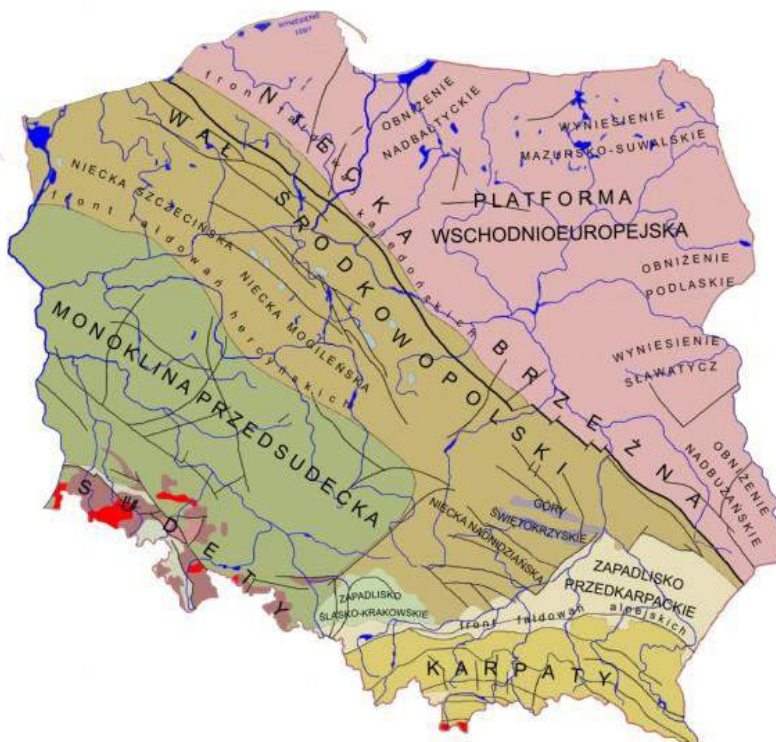 WYNIESIENIE
ŁEBY
front fałdowań kaledońskich
NIECKA BRZEŻNA
OBNIŻENIE
NADBAŁTYCKIE
WYNIESIENIE
MAZURSKO-SUWALSKIE
WAŁ ŚRODKOWOPOLSKI
PLATFORMA
WSCHODNIOEUROPEJSKA
NIECKA SZCZECIŃSKA
front fałdowań hercyńskich
OBNIŻENIE
PODLASKIE
NIECKA MOGILEŃSKA
MONOKLINA PRZEDSUDECKA
WYNIESIENIE
SŁAWATYCZ
OBNIŻENIE
NADBUŻAŃSKIE
SUDETY
GÓRY
ŚWIĘTOKRZYSKIE
NIECKA NADNIDZIAŃSKA
ZAPADLISKO
PRZEDKARPACKIE
ZAPADLISKO
ŚLĄSKO-KRAKOWSKIE
front fałdowań alpejskich
KARPATY